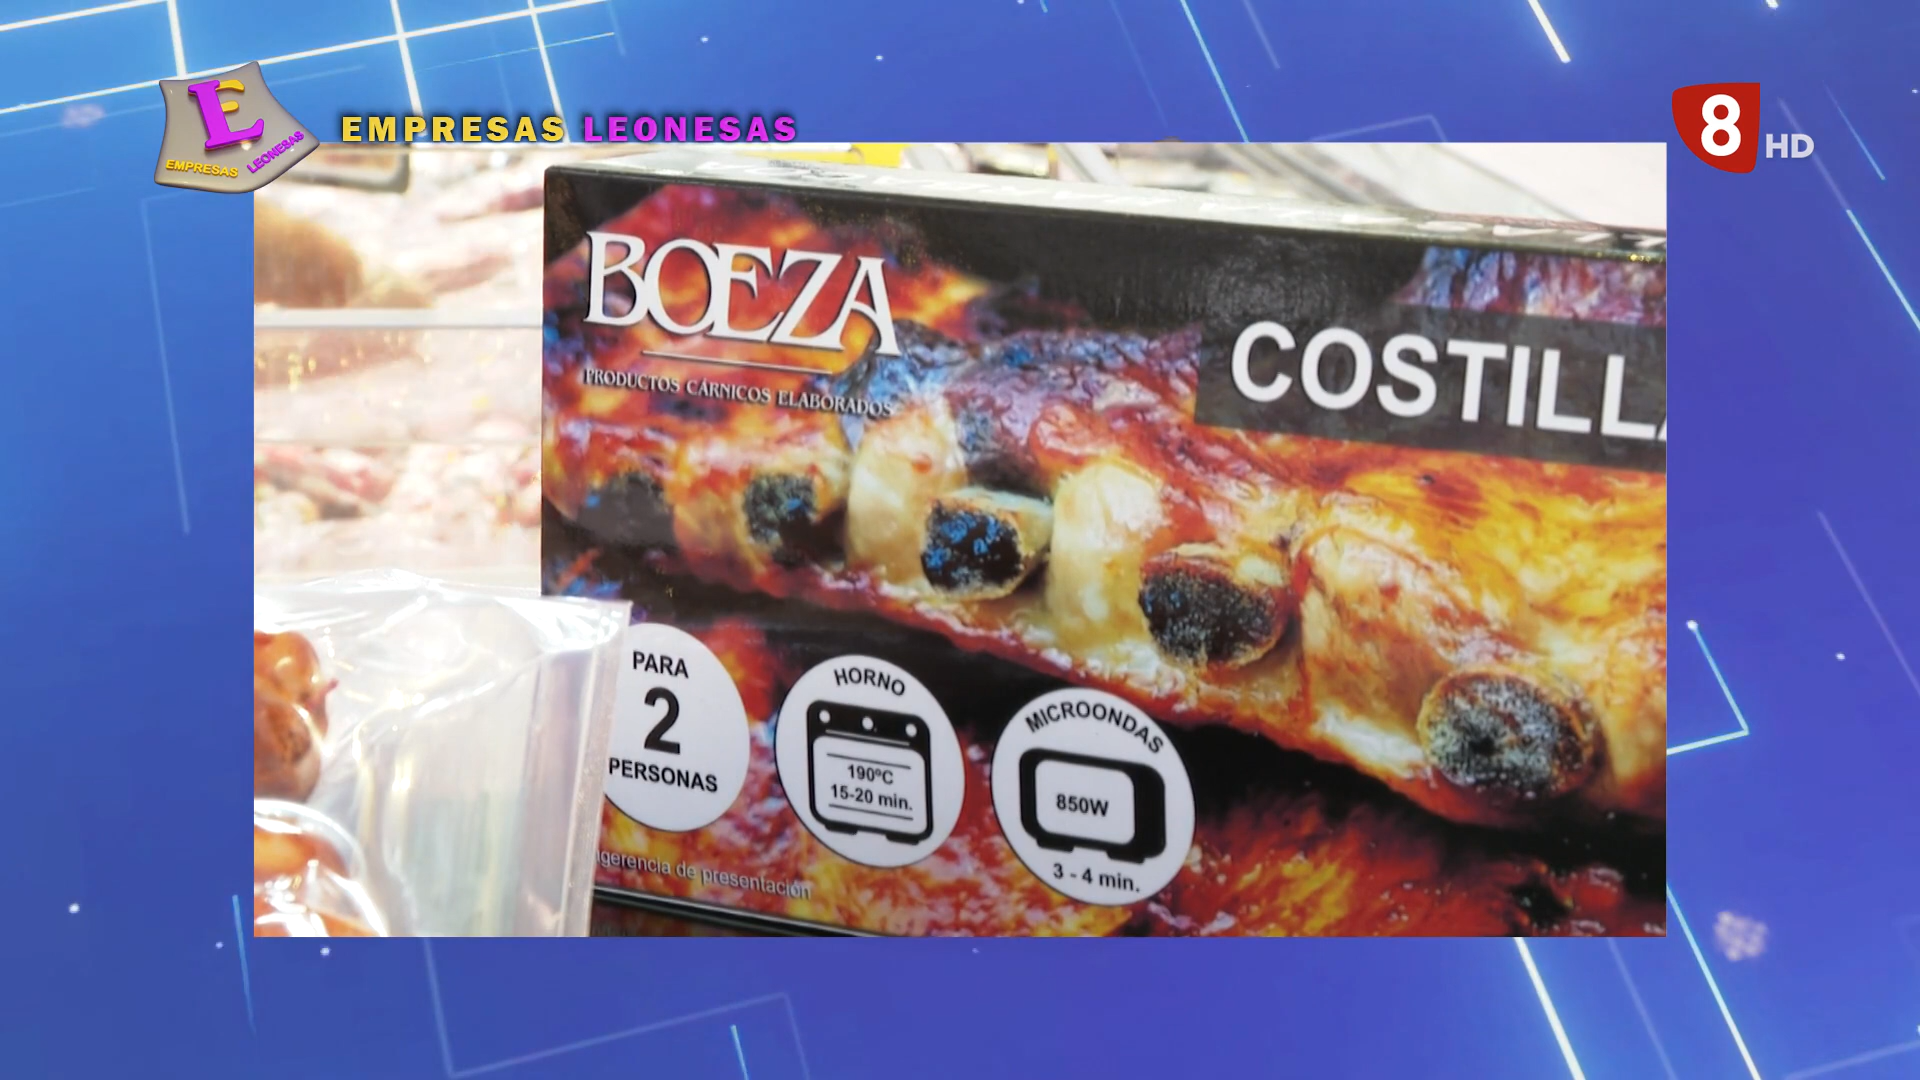 E
EMPRESAS LEONESAS
EMPRESAS LEONESAS
8 HD
BOEZA
PRODUCTOS CÁRNICOS ELABORADOS
COSTILLA
PARA
2
PERSONAS
HORNO
190ºC
15-20 min.
MICROONDAS
850W
3 - 4 min.
gerencia de presentación